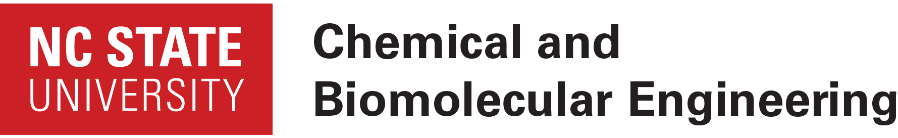 NC STATE
UNIVERSITY
Chemical and
Biomolecular Engineering